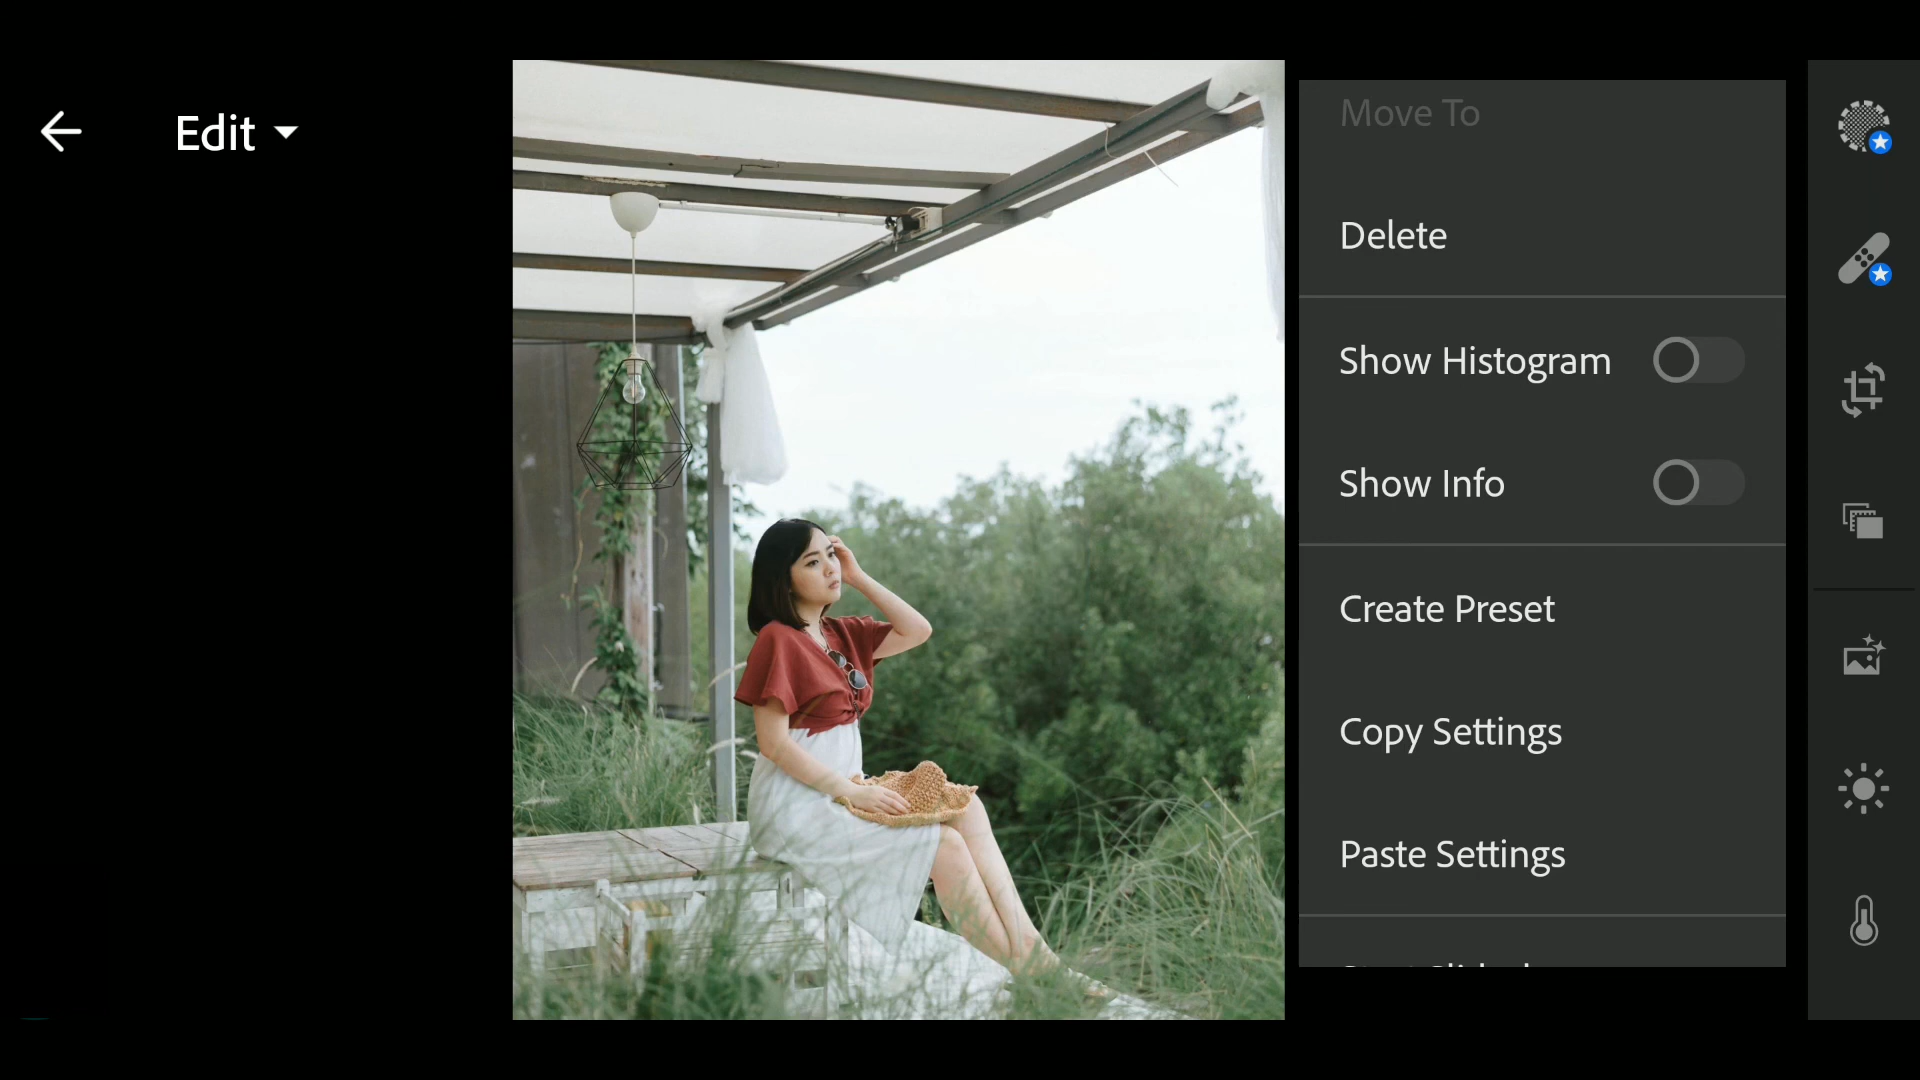 Edit
Move To
Delete
Show Histogram
Show Info
Create Preset
Copy Settings
Paste Settings